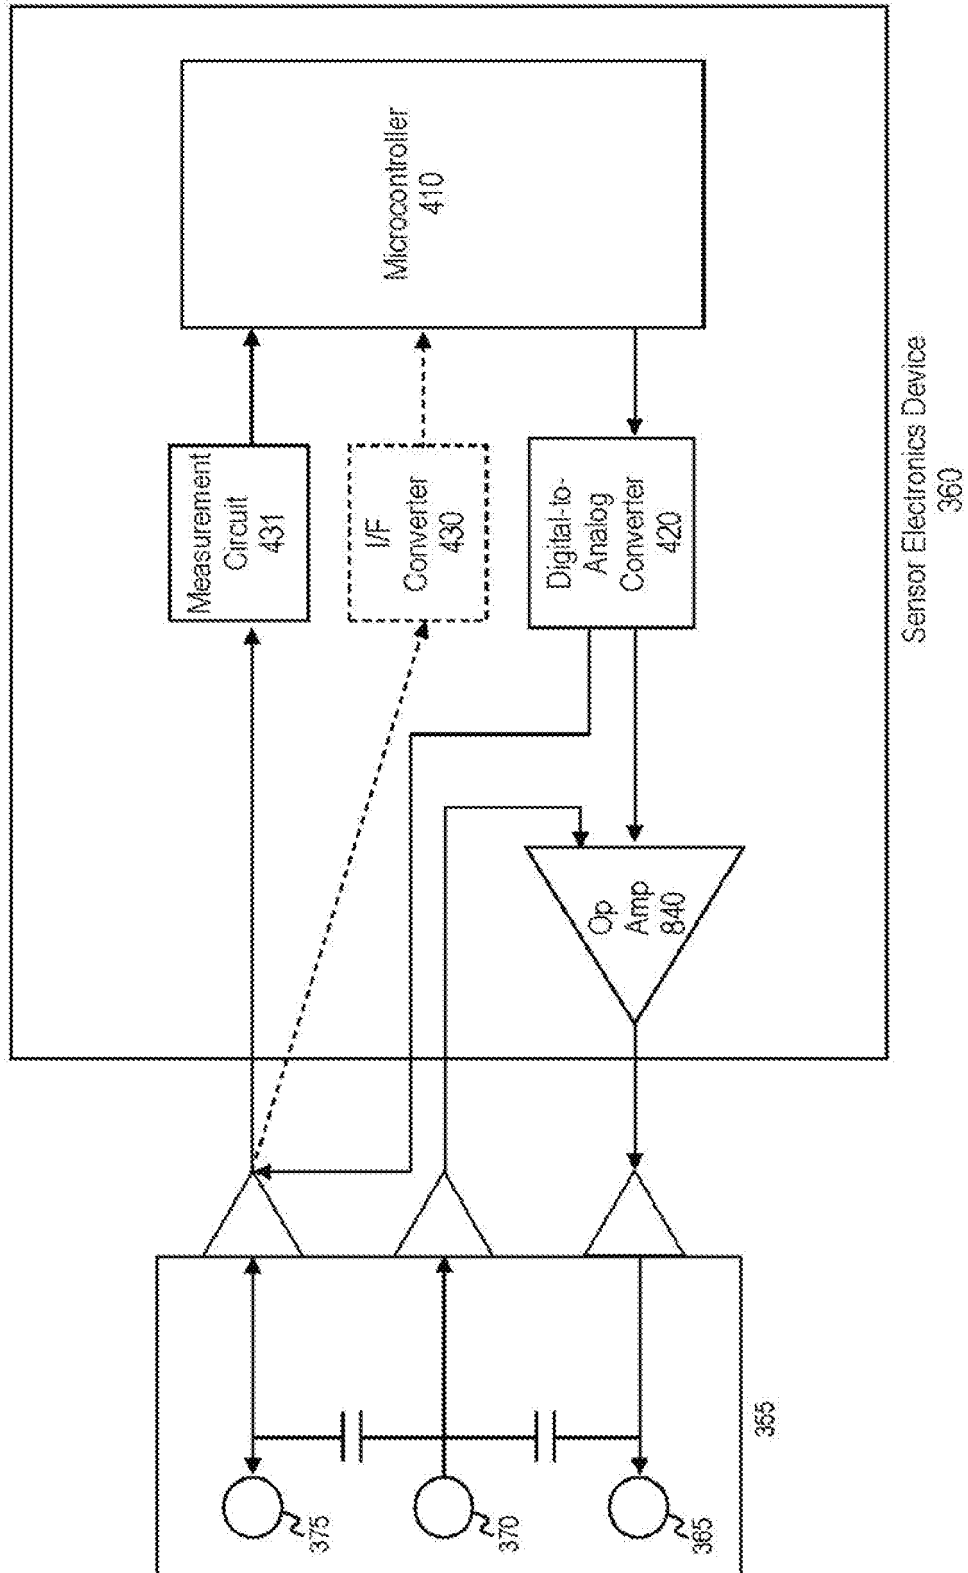 Microcontroller
410
Measurement
Circuit
431
I/F
Converter
430
Digital-to-
Analog
Converter
420
Op
Amp
840
Sensor Electronics Device
360
375
370
365
355